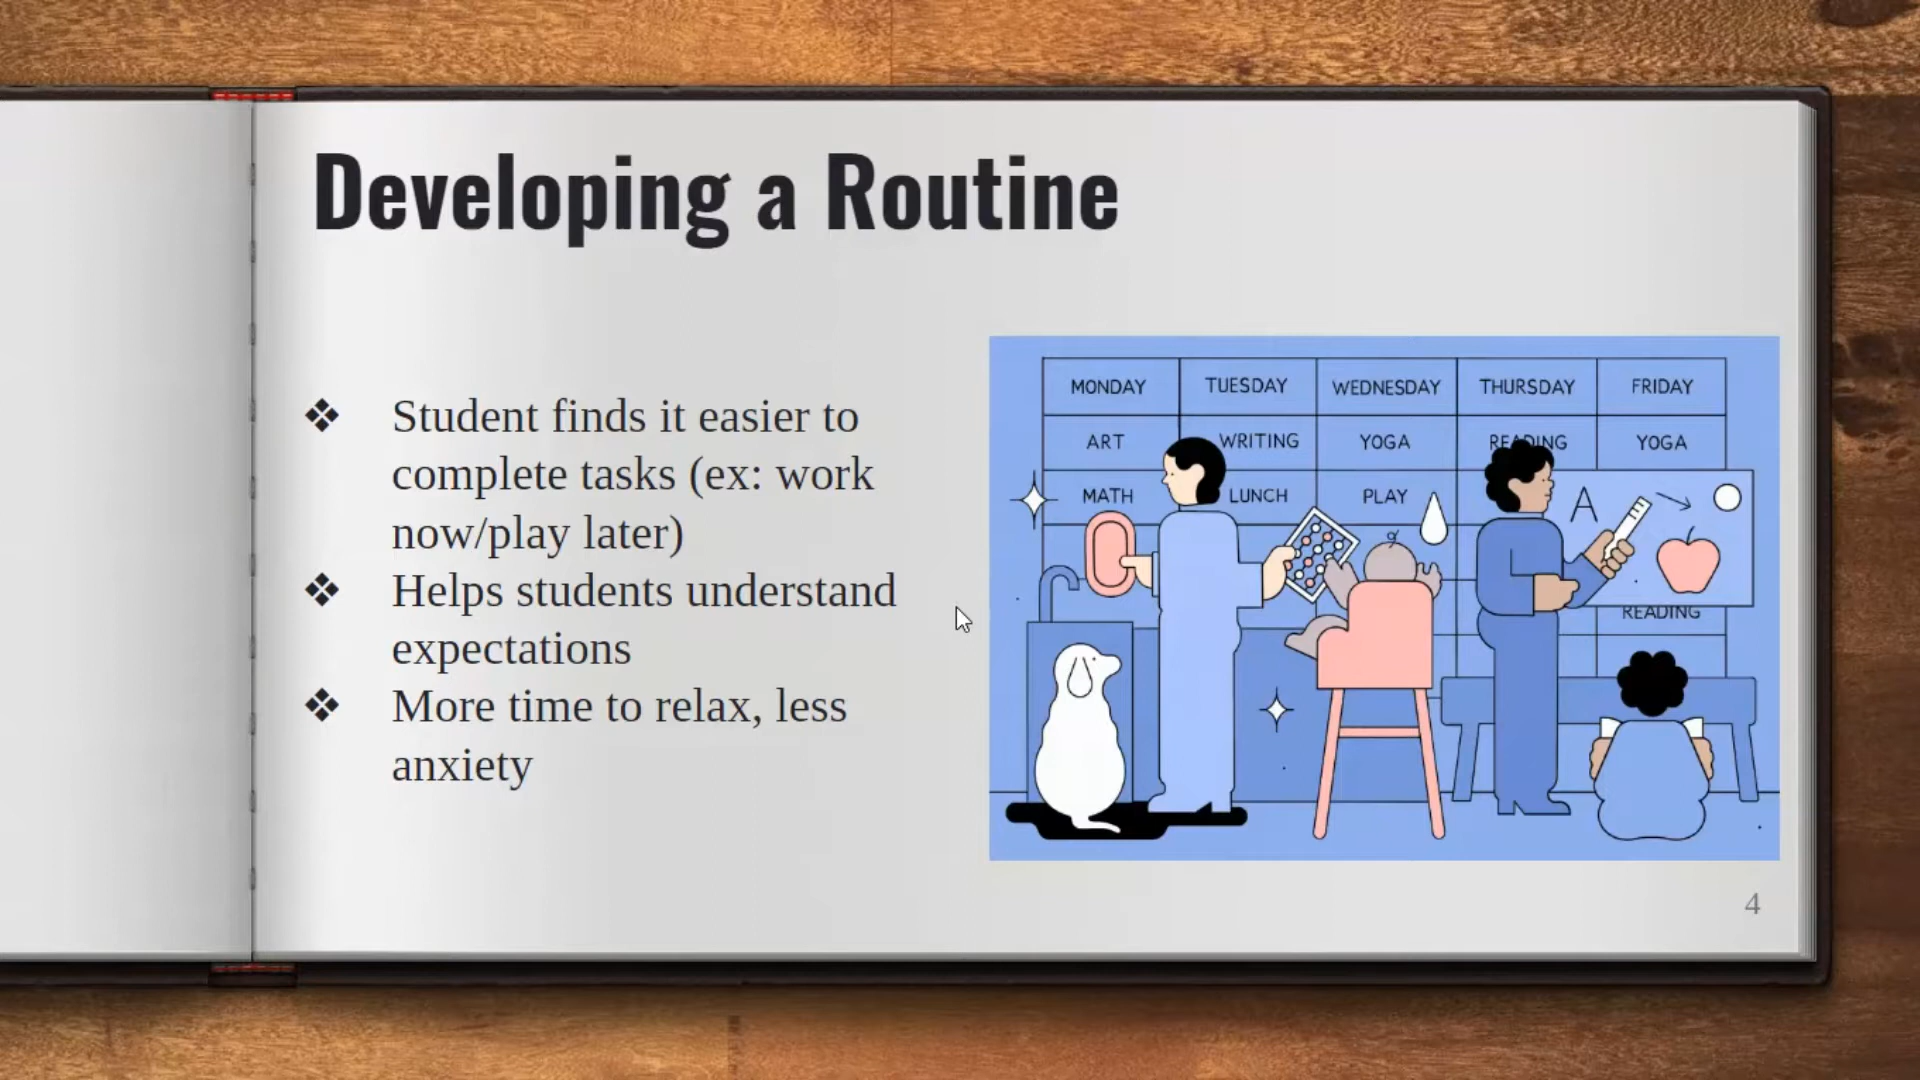 Developing a Routine
❖ Student finds it easier to
complete tasks (ex: work
now/play later)
❖ Helps students understand
expectations
❖ More time to relax, less
anxiety
MONDAY TUESDAY WEDNESDAY THURSDAY FRIDAY
ART WRITING YOGA READING YOGA
MATH LUNCH PLAY
A
READING
4